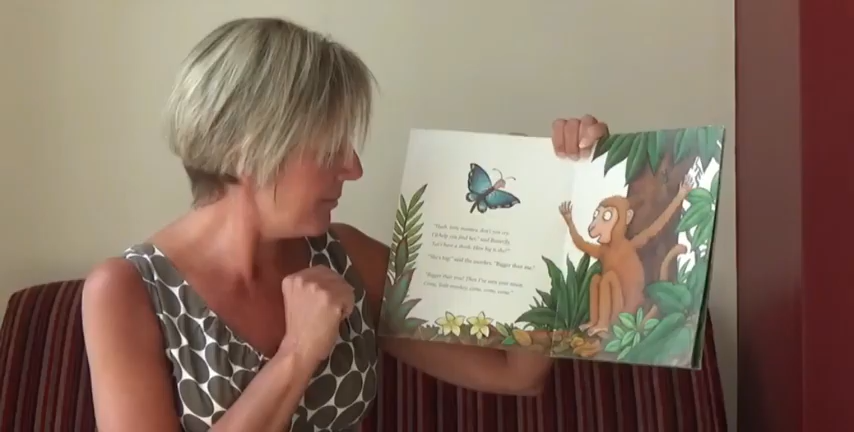 "Hush, little monkey, don't you cry.
I'll help you find her," said Butterfly.
"Let's have a think. How big is she?"
"She's big!" said the monkey. "Bigger than me."
"Bigger than you? Then I've seen your mum.
Come, little monkey, come, come, come."